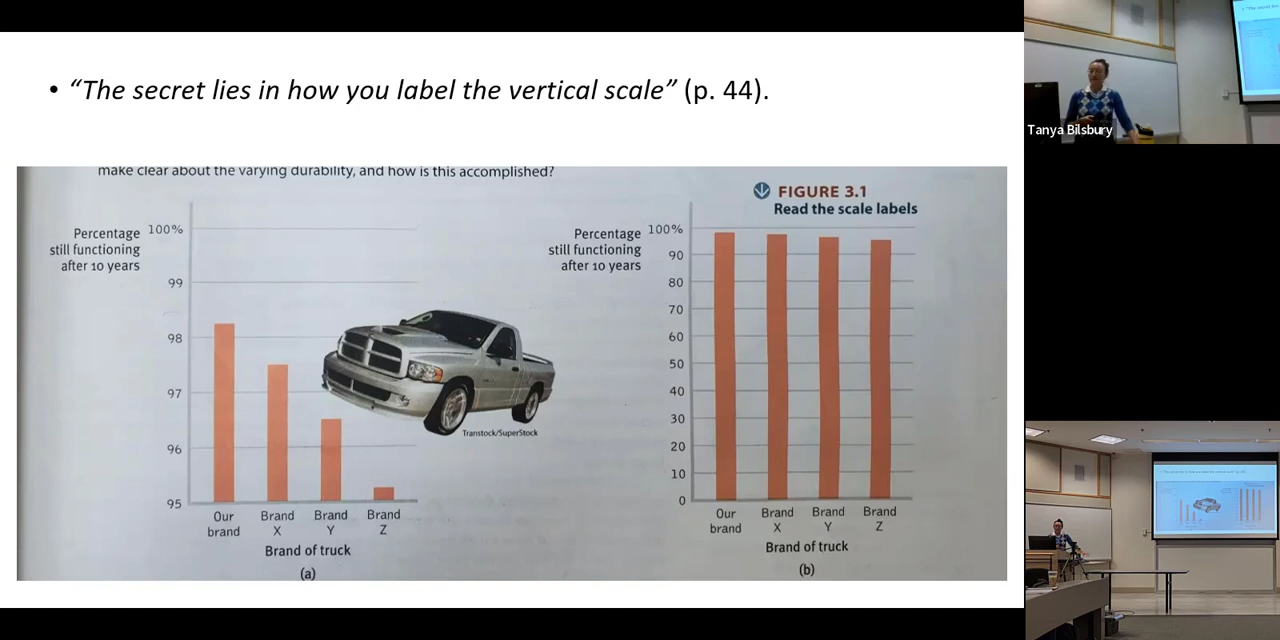 • “The secret lies in how you label the vertical scale” (p. 44).
make clear about the varying durability, and how is this accomplished?
Percentage
still functioning
after 10 years
100%
99
98
97
96
95
Transtock/SuperStock
Our
brand
Brand
X
Brand
Y
Brand
Z
Brand of truck
(a)
FIGURE 3.1
Read the scale labels
Percentage
still functioning
after 10 years
100%
90
80
70
60
50
40
30
20
10
0
Our
brand
Brand
X
Brand
Y
Brand
Z
Brand of truck
(b)
Tanya Bilsbury